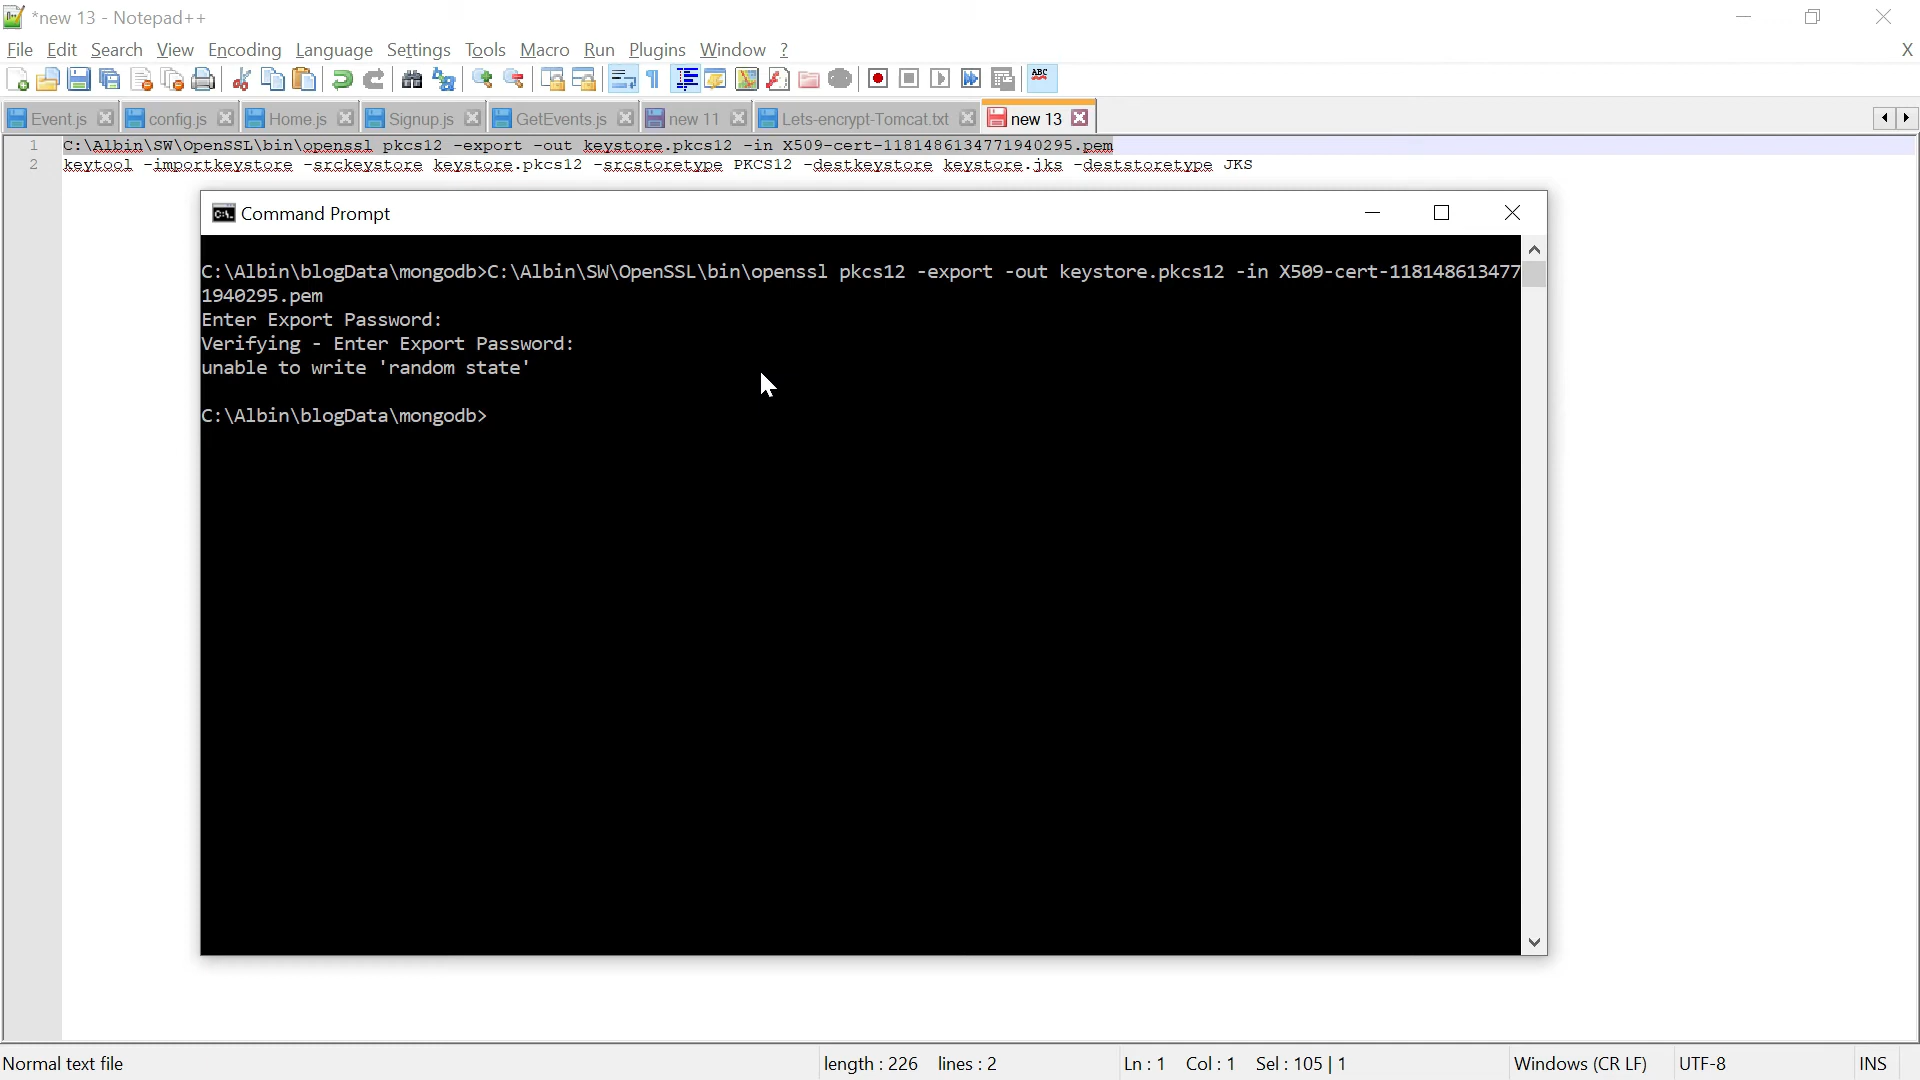 *new 13 - Notepad++
File Edit Search View Encoding Language Settings Tools Macro Run Plugins Window ? X
ABC
Event.js config.js Home.js Signup.js GetEvents.js new 11 Lets-encrypt-Tomcat.txt new 13
1 C:\Albin\SW\OpenSSL\bin\openssl pkcs12 -export -out keystore.pkcs12 -in X509-cert-1181486134771940295.pem
2 keytool -importkeystore -srckeystore keystore.pkcs12 -srcstoretype PKCS12 -destkeystore keystore.jks -deststoretype JKS
C:\. Command Prompt
C:\Albin\blogData\mongodb>C:\Albin\SW\OpenSSL\bin\openssl pkcs12 -export -out keystore.pkcs12 -in X509-cert-118148613477
1940295.pem
Enter Export Password:
Verifying - Enter Export Password:
unable to write 'random state'
C:\Albin\blogData\mongodb>
Normal text file length : 226 lines : 2 Ln : 1 Col : 1 Sel : 105 | 1 Windows (CR LF) UTF-8 INS